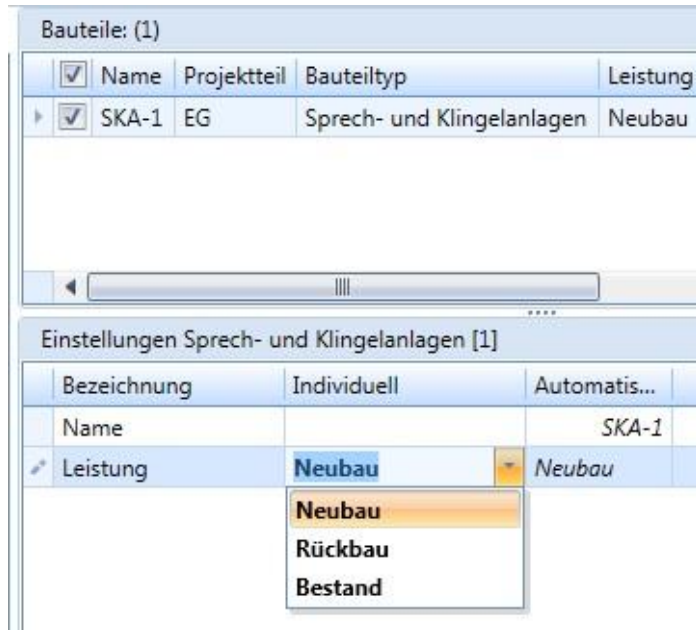 Bauteile: (1)
Name Projektteil Bauteiltyp Leistung
SKA-1 EG Sprech- und Klingelanlagen Neubau
Einstellungen Sprech- und Klingelanlagen [1]
Bezeichnung Individuell Automatis...
Name SKA-1
Leistung Neubau Neubau
Neubau
Rückbau
Bestand